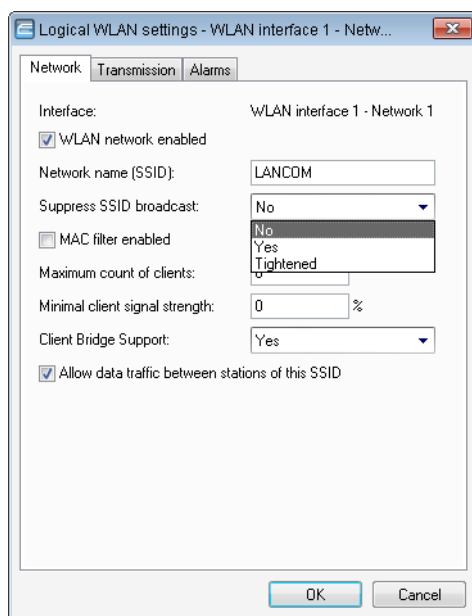 Logical WLAN settings - WLAN interface 1 - Netw...
Network Transmission Alarms
Interface: WLAN interface 1 - Network 1
WLAN network enabled
Network name (SSID): LANCOM
Suppress SSID broadcast: No
No
MAC filter enabled
Yes
Tightened
Maximum count of clients:
Minimal client signal strength: 0 %
Client Bridge Support: Yes
Allow data traffic between stations of this SSID
OK Cancel